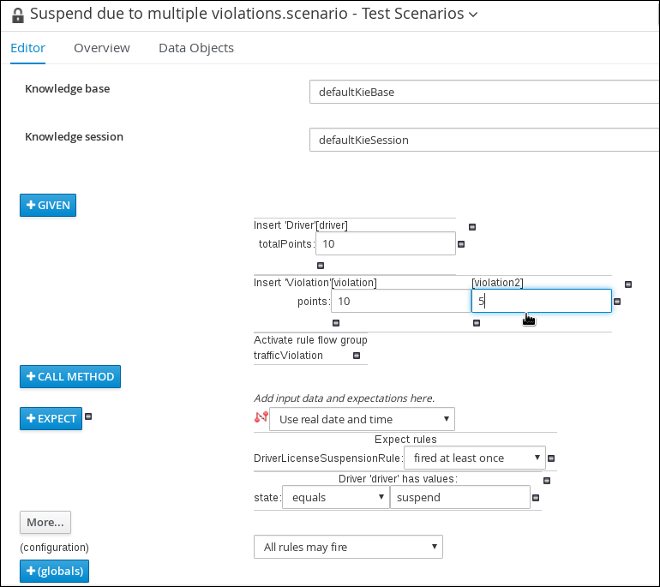 Suspend due to multiple violations.scenario - Test Scenarios
Editor Overview Data Objects
Knowledge base defaultKieBase
Knowledge session defaultKieSession
+ GIVEN
Insert 'Driver'[driver]
totalPoints: 10
Insert 'Violation'[violation] [violation2]
points: 10 5
Activate rule flow group
trafficViolation
+ CALL METHOD
Add input data and expectations here.
+ EXPECT Use real date and time
Expect rules
DriverLicenseSuspensionRule: fired at least once
Driver 'driver' has values:
state: equals suspend
More...
(configuration) All rules may fire
+ (globals)